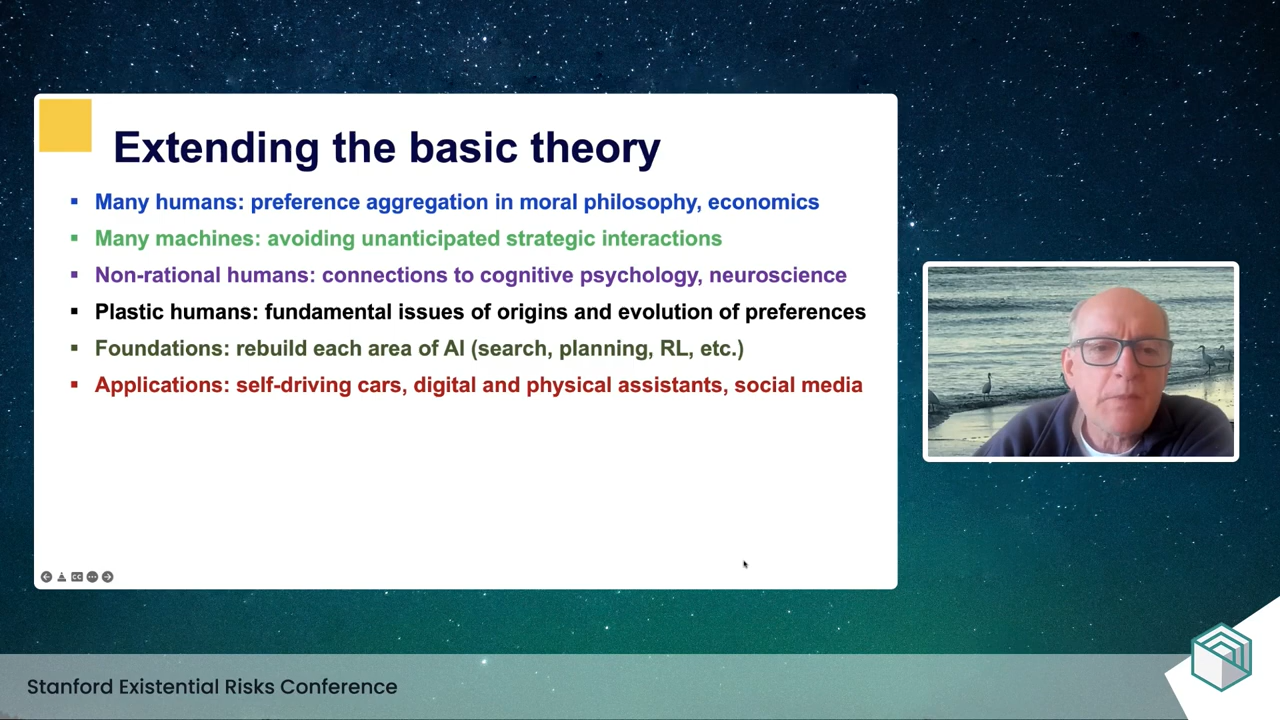 Extending the basic theory
▪ Many humans: preference aggregation in moral philosophy, economics
▪ Many machines: avoiding unanticipated strategic interactions
▪ Non-rational humans: connections to cognitive psychology, neuroscience
▪ Plastic humans: fundamental issues of origins and evolution of preferences
▪ Foundations: rebuild each area of AI (search, planning, RL, etc.)
▪ Applications: self-driving cars, digital and physical assistants, social media
CC
Stanford Existential Risks Conference